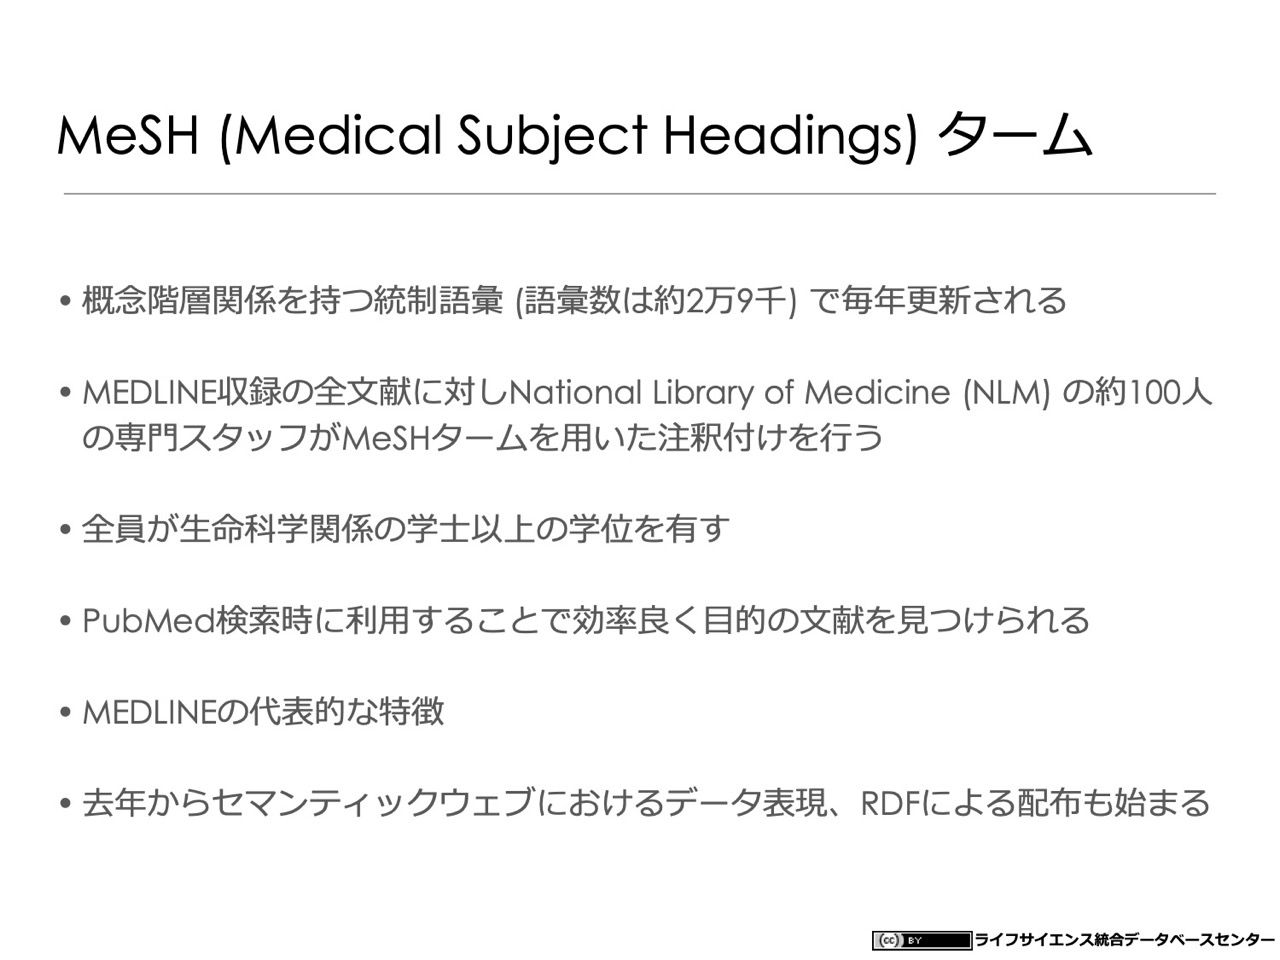 MeSH (Medical Subject Headings) ターム
• 概念階層関係を持つ統制語彙 (語彙数は約2万9千) で毎年更新される
• MEDLINE収録の全文献に対しNational Library of Medicine (NLM) の約100人
の専門スタッフがMeSHタームを用いた注釈付けを行う
• 全員が生命科学関係の学士以上の学位を有す
• PubMed検索時に利用することで効率良く目的の文献を見つけられる
• MEDLINEの代表的な特徴
• 去年からセマンティックウェブにおけるデータ表現、RDFによる配布も始まる
(cc) BY ライフサイエンス統合データベースセンター